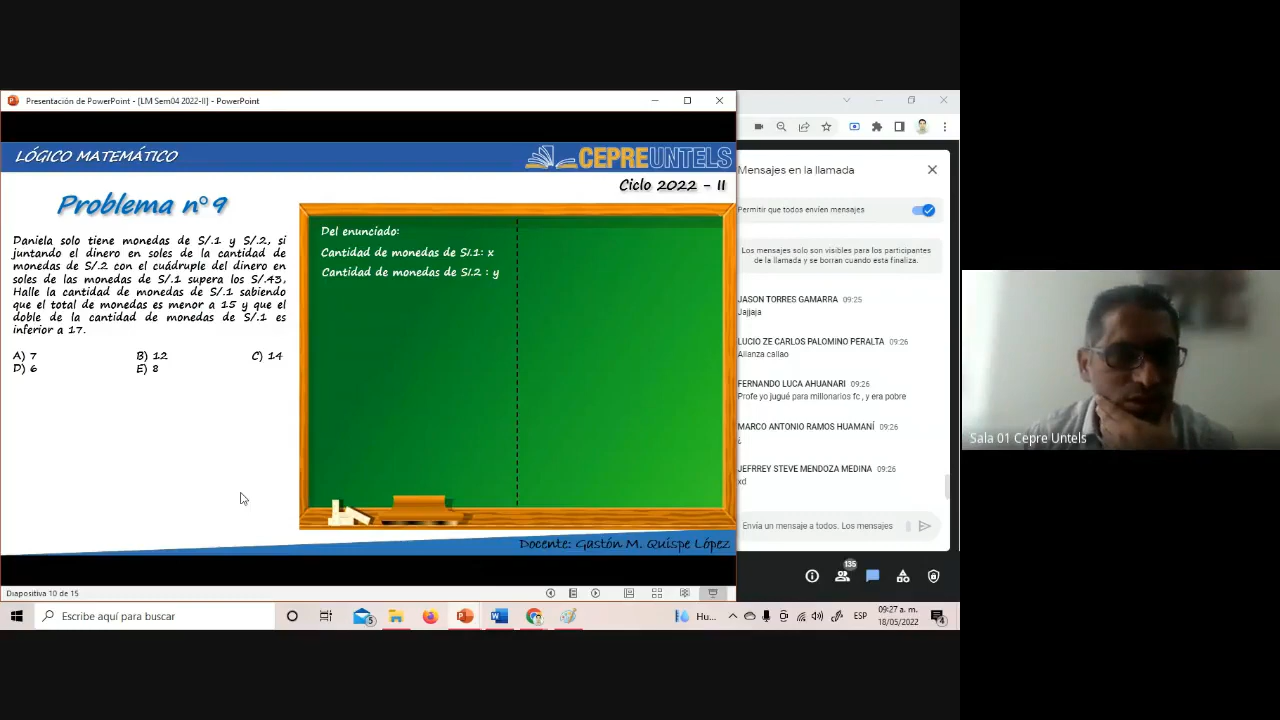 Presentación de PowerPoint - [LM Sem04 2022-II] - PowerPoint
LÓGICO MATEMÁTICO
CEPREUNTELS
Ciclo 2022 - II
Problema n° 9
Daniela solo tiene monedas de S/.1 y S/.2, si
juntando el dinero en soles de la cantidad de
monedas de S/.2 con el cuádruple del dinero en
soles de las monedas de S/.1 supera los S/.43,
Halle la cantidad de monedas de S/.1 sabiendo
que el total de monedas es menor a 15 y que el
doble de la cantidad de monedas de S/.1 es
inferior a 17.
A) 7 B) 12 C) 14
D) 6 E) 8
Del enunciado:
Cantidad de monedas de S/.1: x
Cantidad de monedas de S/.2 : y
Docente: Gastón M. Quispe López
Diapositiva 10 de 15
Mensajes en la llamada
Permitir que todos envíen mensajes
Los mensajes solo son visibles para los participantes
de la llamada y se borran cuando esta finaliza.
JASON TORRES GAMARRA 09:25
Jajjaja
LUCIO ZE CARLOS PALOMINO PERALTA 09:26
Alianza callao
FERNANDO LUCA AHUANARI 09:26
Profe yo jugué para millonarios fc , y era pobre
MARCO ANTONIO RAMOS HUAMANÍ 09:26
¿
JEFRREY STEVE MENDOZA MEDINA 09:26
xd
Envía un mensaje a todos. Los mensajes
135
Sala 01 Cepre Untels
Escribe aquí para buscar
5
Hu...
ESP
09:27 a. m.
18/05/2022
4